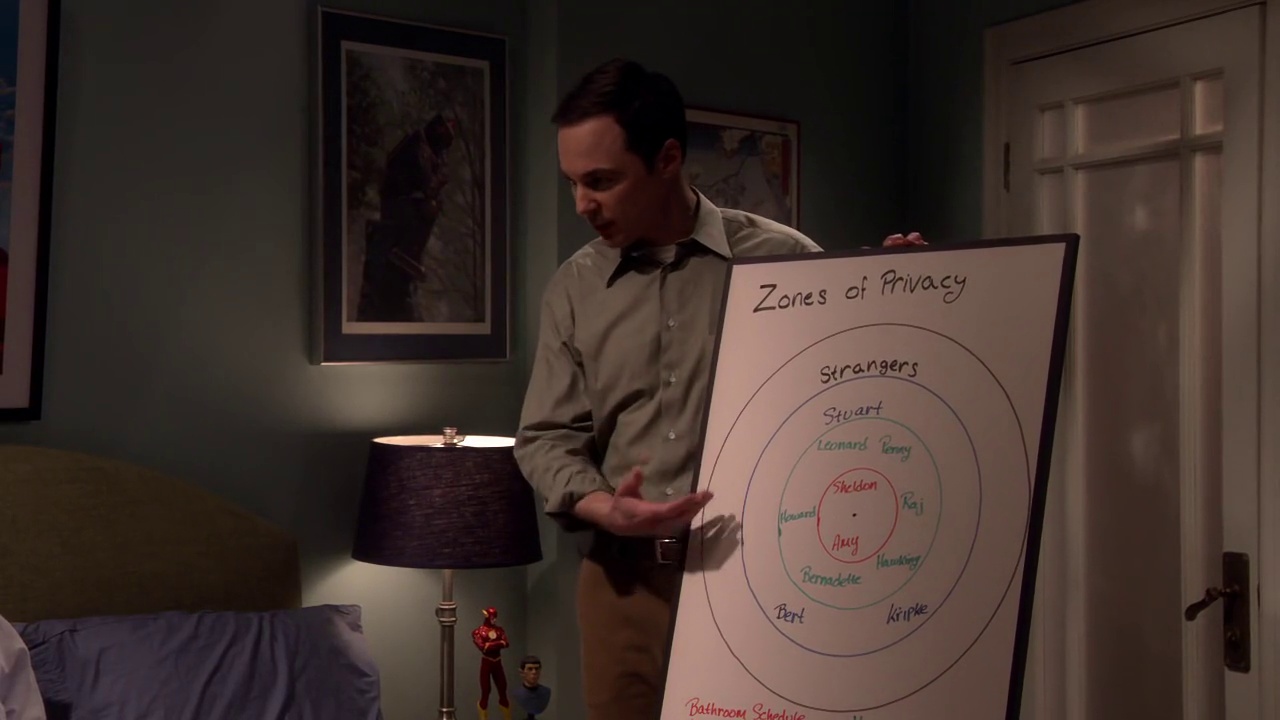 Zones of Privacy
Strangers
Stuart
Leonard Penny
Sheldon
Howard Raj
Amy
Hawking
Bernadette
Bert Kripke
Bathroom Schedule